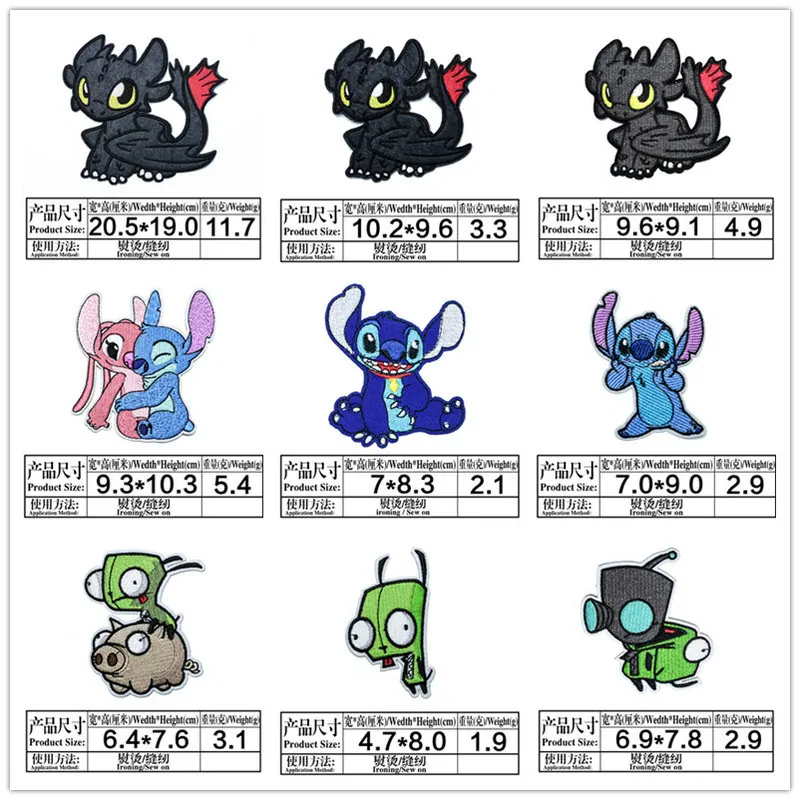 产品尺寸 宽*高(厘米)/Wedth*Height(cm) 重量(克)/Weight(g)
Product Size: 20.5*19.0 11.7
使用方法: 熨烫/缝纫
Application Method: Ironing/Sew on
产品尺寸 宽*高(厘米)/Wedth*Height(cm) 重量(克)/Weight(g)
Product Size: 10.2*9.6 3.3
使用方法: 熨烫/缝纫
Application Method: Ironing/Sew on
产品尺寸 宽*高(厘米)/Wedth*Height(cm) 重量(克)/Weight(g)
Product Size: 9.6*9.1 4.9
使用方法: 熨烫/缝纫
Application Method: Ironing/Sew on
产品尺寸 宽*高(厘米)/Wedth*Height(cm) 重量(克)/Weight(g)
Product Size: 9.3*10.3 5.4
使用方法: 熨烫/缝纫
Application Method: Ironing/Sew on
产品尺寸 宽*高(厘米)/Wedth*Height(cm) 重量(克)/Weight(g)
Product Size: 7*8.3 2.1
使用方法: 熨烫/缝纫
Application Method: ironing / Sew on
产品尺寸 宽*高(厘米)/Wedth*Height(cm) 重量(克)/Weight(g)
Product Size: 7.0*9.0 2.9
使用方法: 熨烫/缝纫
Application Method: Ironing/Sew on
产品尺寸 宽*高(厘米)/Wedth*Height(cm) 重量(克)/Weight(g)
Product Size: 6.4*7.6 3.1
使用方法: 熨烫/缝纫
Application Method: Ironing/Sew on
产品尺寸 宽*高(厘米)/Wedth*Height(cm) 重量(克)/Weight(g)
Product Size: 4.7*8.0 1.9
使用方法: 熨烫/缝纫
Application Method: Ironing/Sew on
产品尺寸 宽*高(厘米)/Wedth*Height(cm) 重量(克)/Weight(g)
Product Size: 6.9*7.8 2.9
使用方法: 熨烫/缝纫
Application Method: Ironing/Sew on